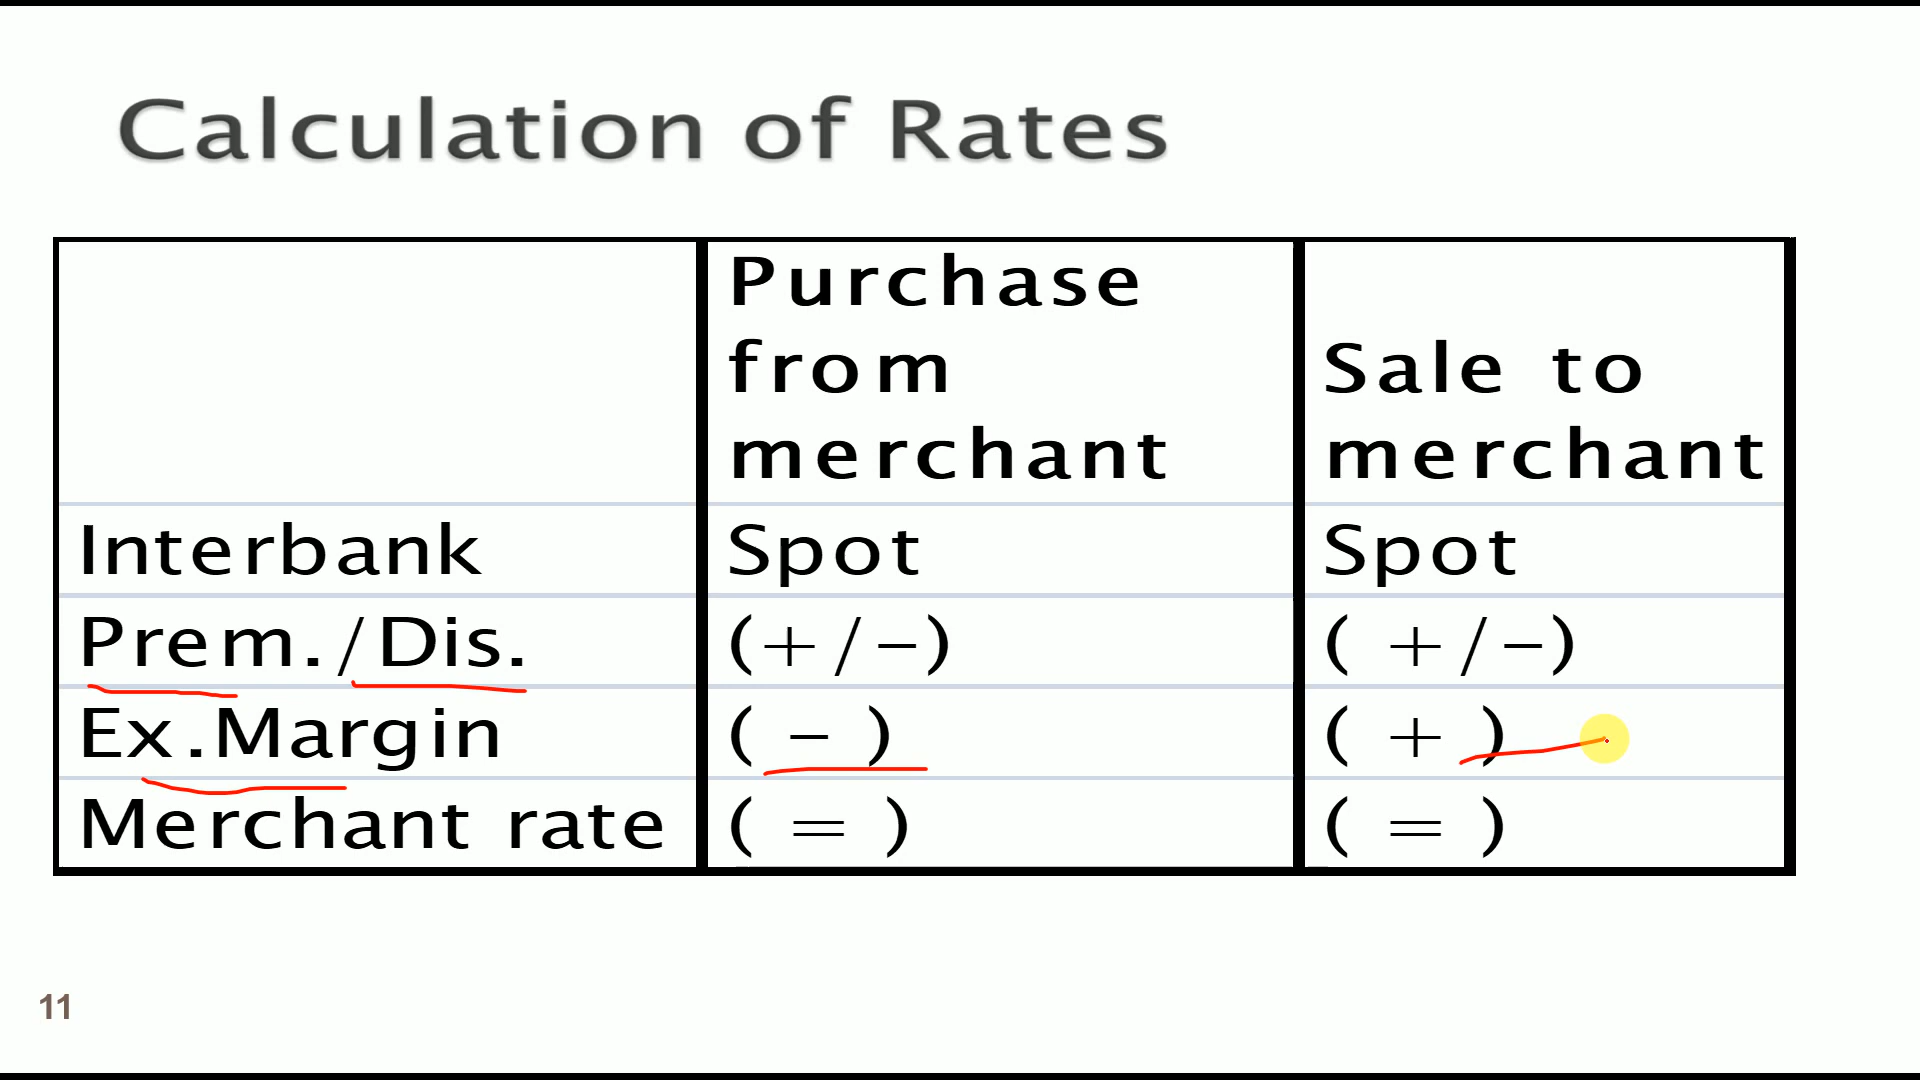 Calculation of Rates
Purchase from merchant
Sale to merchant
Interbank Spot Spot
Prem./Dis. (+/–) ( +/–)
Ex.Margin ( – ) ( + )
Merchant rate ( = ) ( = )
11